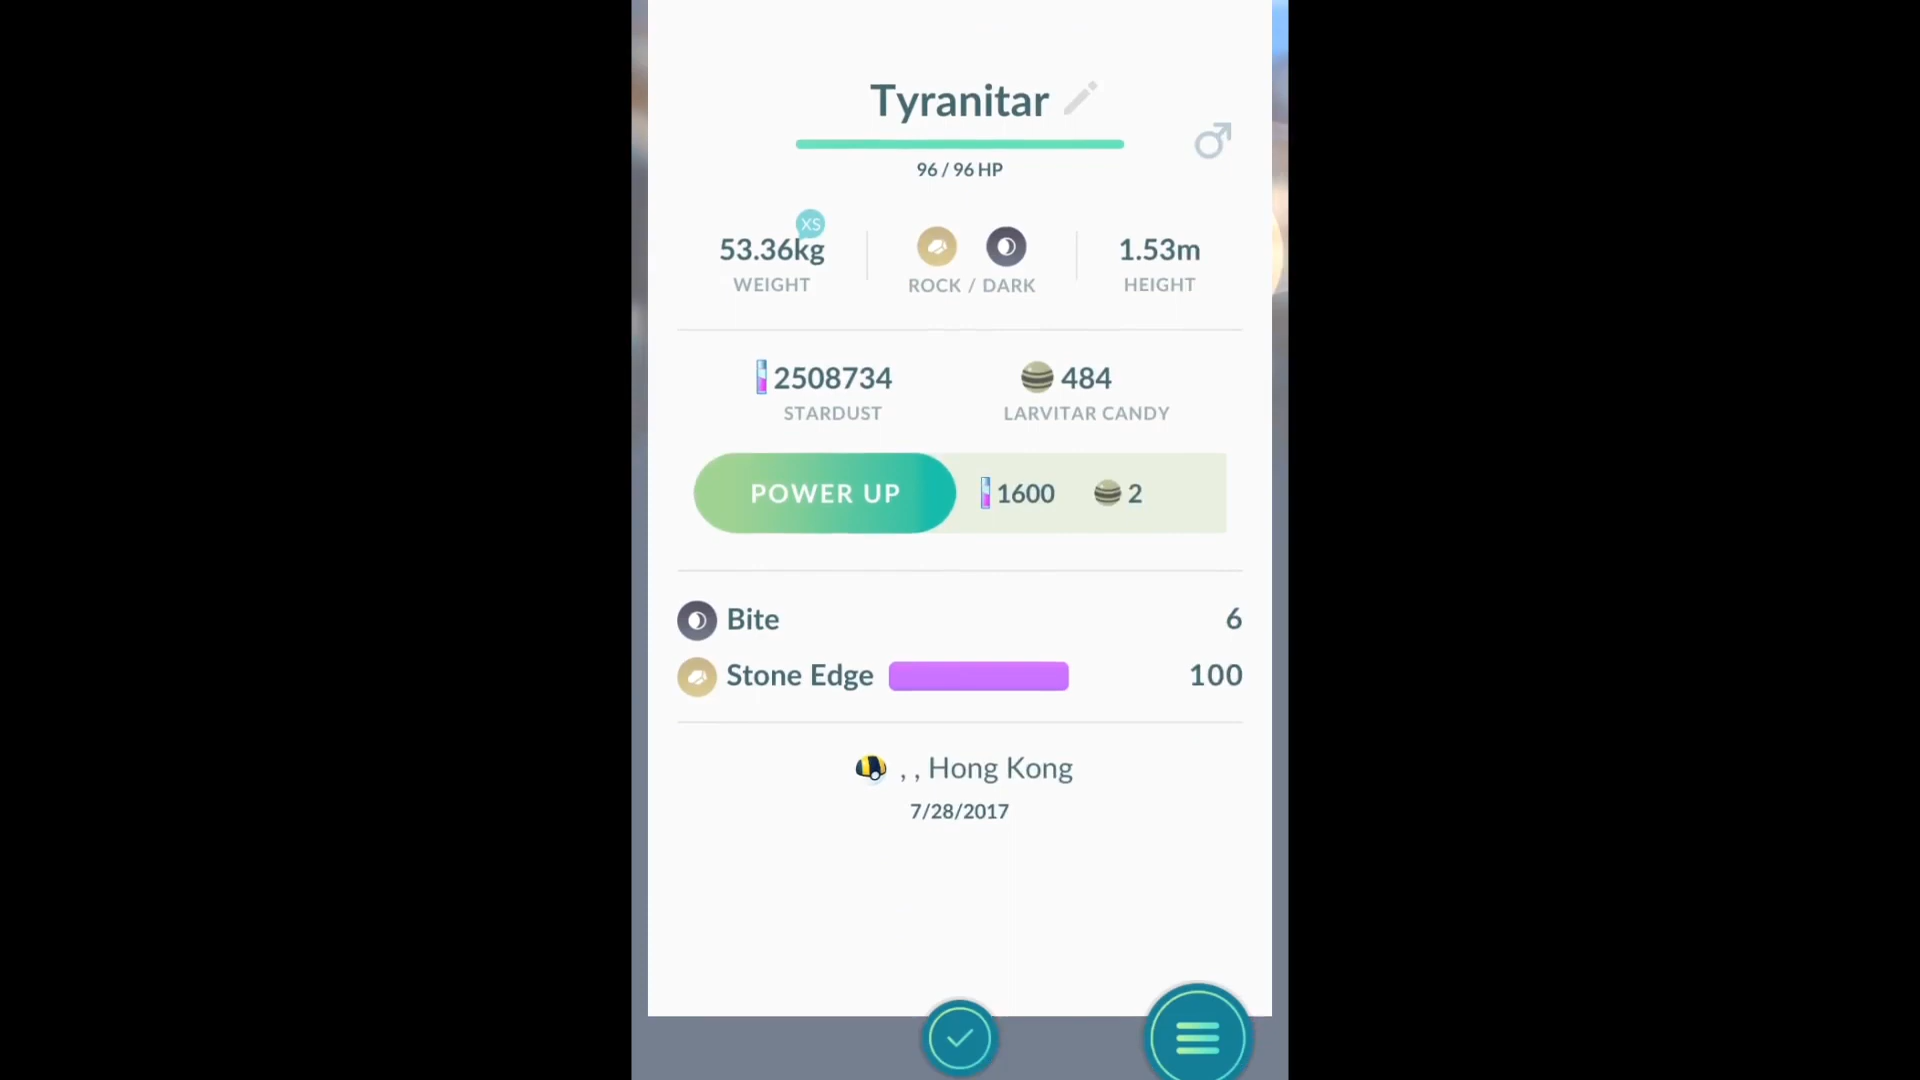 Tyranitar
96 / 96 HP
XS
53.36kg
WEIGHT
ROCK / DARK
1.53m
HEIGHT
2508734
STARDUST
484
LARVITAR CANDY
POWER UP 1600 2
Bite 6
Stone Edge 100
, , Hong Kong
7/28/2017